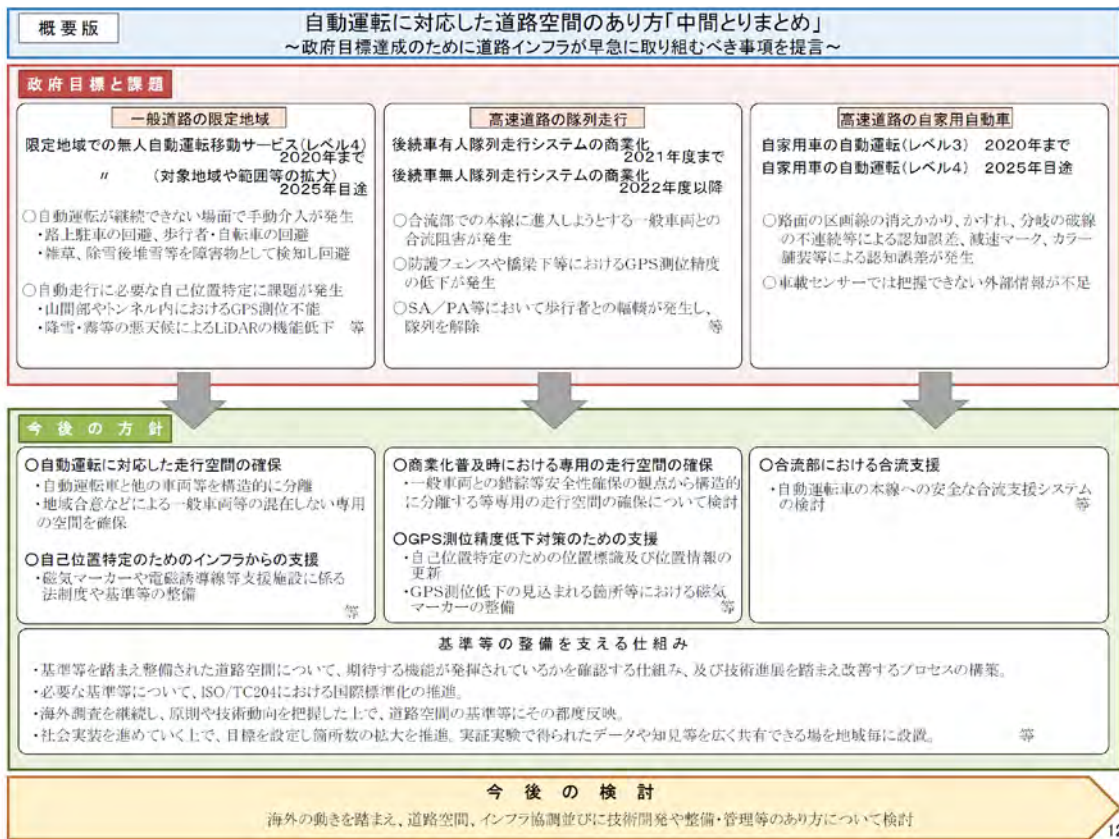 概要版
自動運転に対応した道路空間のあり方「中間とりまとめ」
～政府目標達成のために道路インフラが早急に取り組むべき事項を提言～
政府目標と課題
一般道路の限定地域
限定地域での無人自動運転移動サービス(レベル4)
2020年まで
〃 (対象地域や範囲等の拡大)
2025年目途
○自動運転が継続できない場面で手動介入が発生
・路上駐車の回避、歩行者・自転車の回避
・雑草、除雪後堆雪等を障害物として検知し回避
○自動走行に必要な自己位置特定に課題が発生
・山間部やトンネル内におけるGPS測位不能
・降雪・霧等の悪天候によるLiDARの機能低下 等
高速道路の隊列走行
後続車有人隊列走行システムの商業化
2021年度まで
後続車無人隊列走行システムの商業化
2022年度以降
○合流部での本線に進入しようとする一般車両との
合流阻害が発生
○防護フェンスや橋梁下等におけるGPS測位精度
の低下が発生
○SA/PA等において歩行者との輻輳が発生し、
隊列を解除 等
高速道路の自家用自動車
自家用車の自動運転(レベル3) 2020年まで
自家用車の自動運転(レベル4) 2025年目途
○路面の区画線の消えかかり、かすれ、分岐の破線
の不連続等による認知誤差、減速マーク、カラー
舗装等による認知誤差が発生
○車載センサーでは把握できない外部情報が不足
今後の方針
○自動運転に対応した走行空間の確保
・自動運転車と他の車両等を構造的に分離
・地域合意などによる一般車両等の混在しない専用
の空間を確保
○自己位置特定のためのインフラからの支援
・磁気マーカーや電磁誘導線等支援施設に係る
法制度や基準等の整備
等
○商業化普及時における専用の走行空間の確保
・一般車両との錯綜等安全性確保の観点から構造的
に分離する等専用の走行空間の確保について検討
○GPS測位精度低下対策のための支援
・自己位置特定のための位置標識及び位置情報の
更新
・GPS測位低下の見込まれる箇所等における磁気
マーカーの整備 等
○合流部における合流支援
・自動運転車の本線への安全な合流支援システム
の検討 等
基準等の整備を支える仕組み
・基準等を踏まえ整備された道路空間について、期待する機能が発揮されているかを確認する仕組み、及び技術進展を踏まえ改善するプロセスの構築。
・必要な基準等について、ISO/TC204における国際標準化の推進。
・海外調査を継続し、原則や技術動向を把握した上で、道路空間の基準等にその都度反映。
・社会実装を進めていく上で、目標を設定し箇所数の拡大を推進。実証実験で得られたデータや知見等を広く共有できる場を地域毎に設置。 等
今後の検討
海外の動きを踏まえ、道路空間、インフラ協調並びに技術開発や整備・管理等のあり方について検討